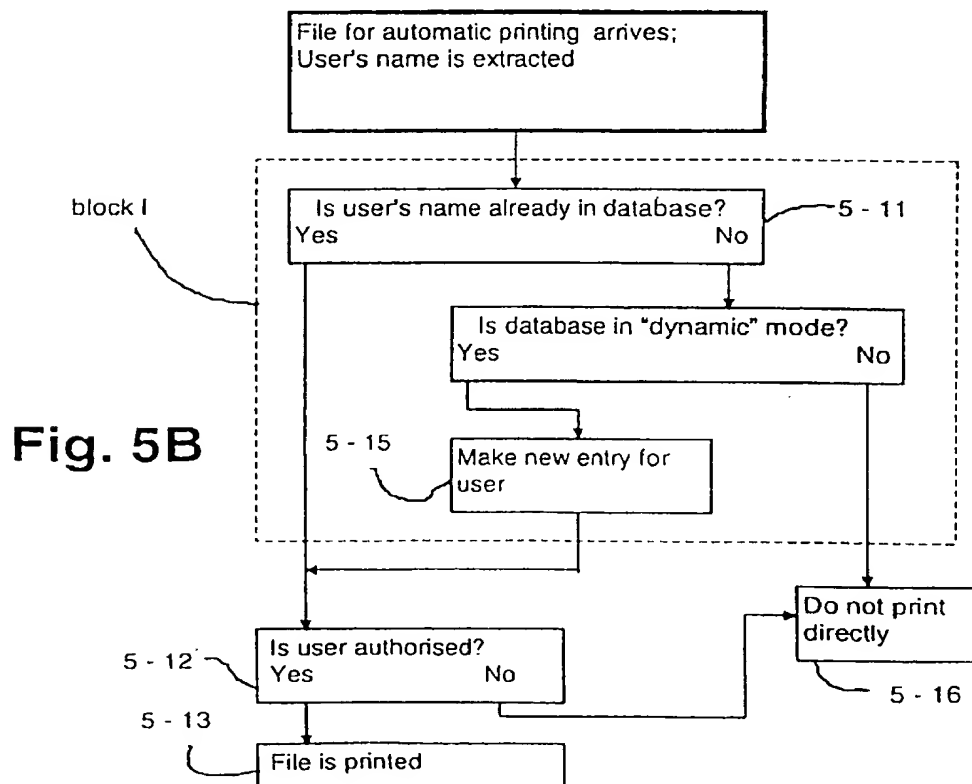 File for automatic printing arrives;
User's name is extracted
block I
Is user's name already in database?
Yes No
5 - 11
Is database in "dynamic" mode?
Yes No
Fig. 5B
5 - 15
Make new entry for
user
Do not print
directly
5 - 16
Is user authorised?
Yes No
5 - 12
5 - 13
File is printed